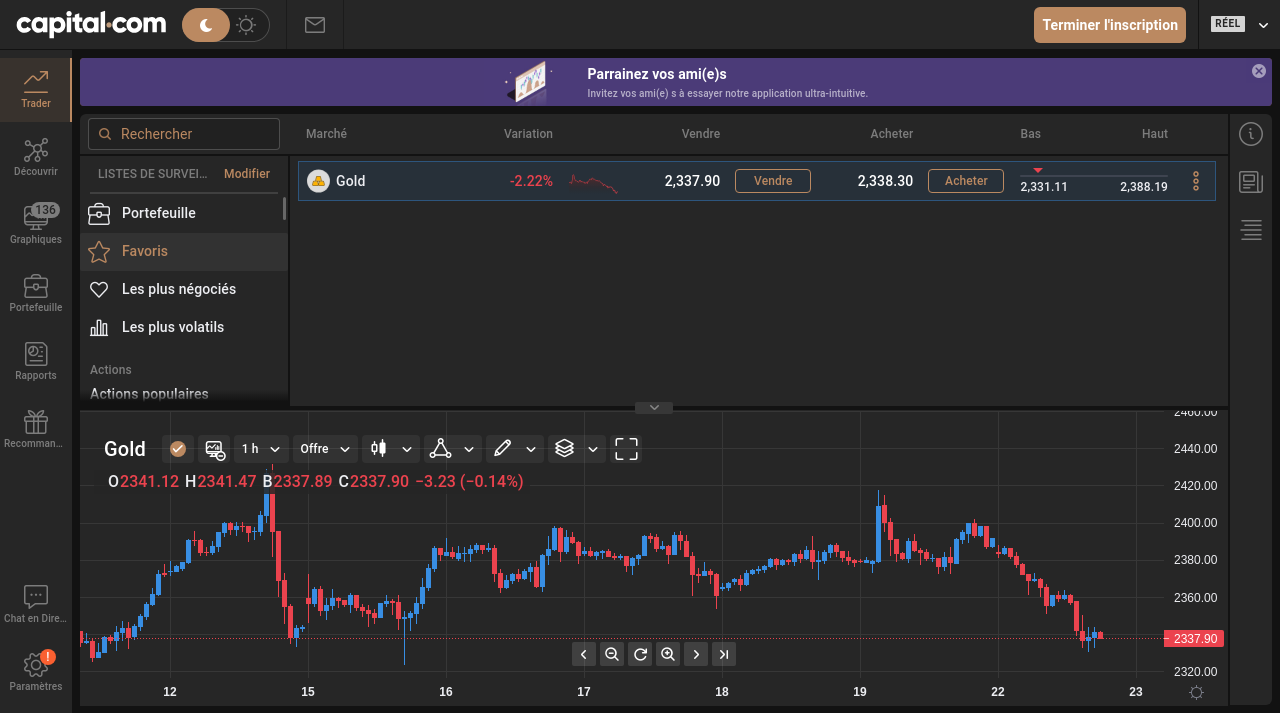 capital.com
Terminer l'inscription
RÉEL
Parrainez vos ami(e)s
Invitez vos ami(e) s à essayer notre application ultra-intuitive.
Trader
Découvrir
136
Graphiques
Portefeuille
Rapports
Recomman...
Chat en Dire...
!
Paramètres
Rechercher
Marché
Variation
Vendre
Acheter
Bas
Haut
LISTES DE SURVEI...
Modifier
Portefeuille
Favoris
Les plus négociés
Les plus volatils
Actions
Actions populaires
Gold
-2.22%
2,337.90
Vendre
2,338.30
Acheter
2,331.11
2,388.19
Gold
1 h
Offre
O2341.12 H2341.47 B2337.89 C2337.90 −3.23 (−0.14%)
2460.00
2440.00
2420.00
2400.00
2380.00
2360.00
2337.90
2320.00
12 15 16 17 18 19 22 23